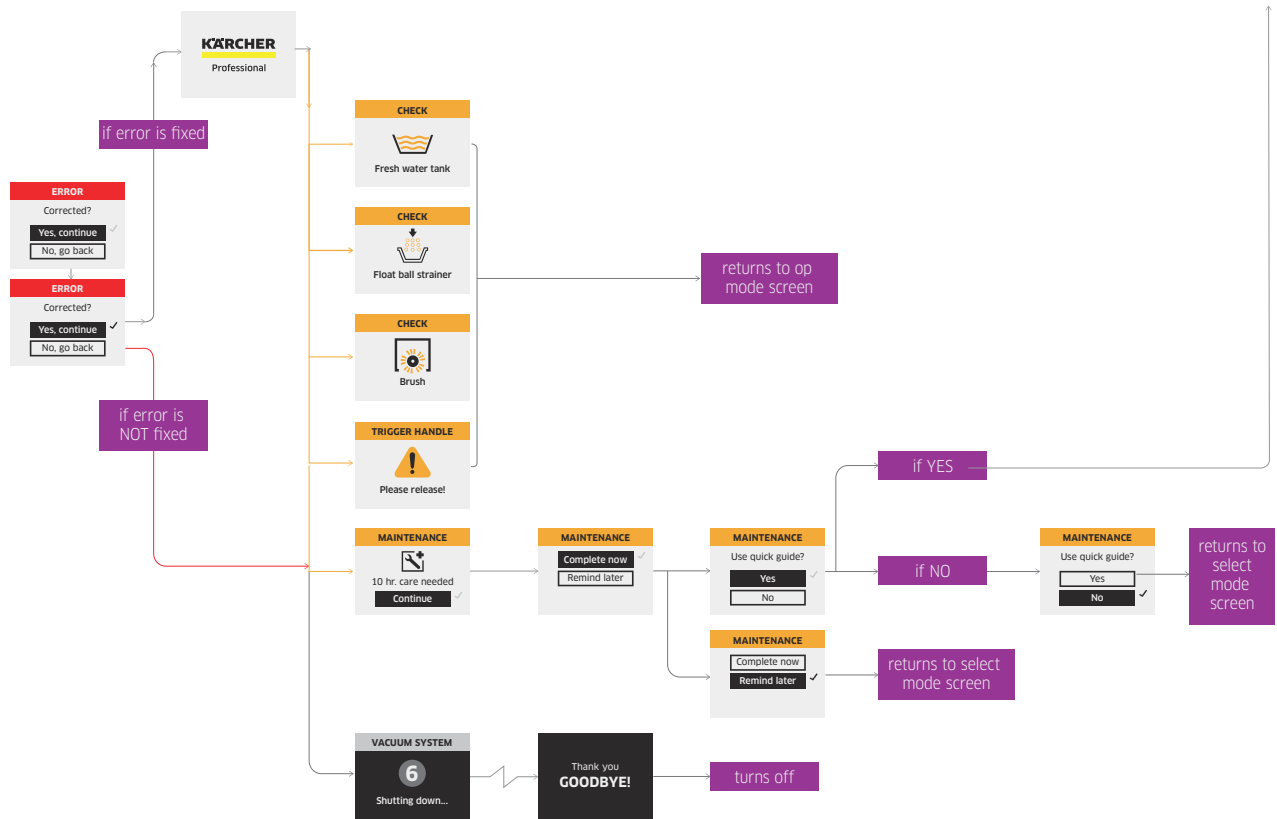 KÄRCHER
Professional
if error is fixed
ERROR
Corrected?
Yes, continue
No, go back
ERROR
Corrected?
Yes, continue
No, go back
if error is
NOT fixed
CHECK
Fresh water tank
CHECK
Float ball strainer
CHECK
Brush
TRIGGER HANDLE
Please release!
returns to op
mode screen
MAINTENANCE
10 hr. care needed
Continue
MAINTENANCE
Complete now
Remind later
MAINTENANCE
Use quick guide?
Yes
No
if YES
if NO
MAINTENANCE
Use quick guide?
Yes
No
returns to
select
mode
screen
MAINTENANCE
Complete now
Remind later
returns to select
mode screen
VACUUM SYSTEM
6
Shutting down...
Thank you
GOODBYE!
turns off